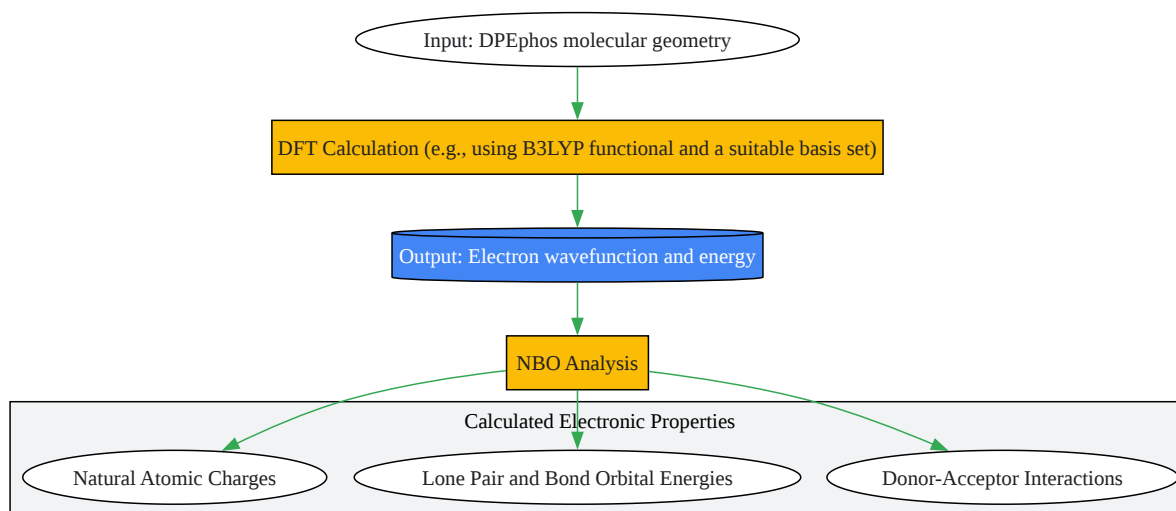 Input: DPEphos molecular geometry
DFT Calculation (e.g., using B3LYP functional and a suitable basis set)
Output: Electron wavefunction and energy
NBO Analysis
Calculated Electronic Properties
Natural Atomic Charges
Lone Pair and Bond Orbital Energies
Donor-Acceptor Interactions